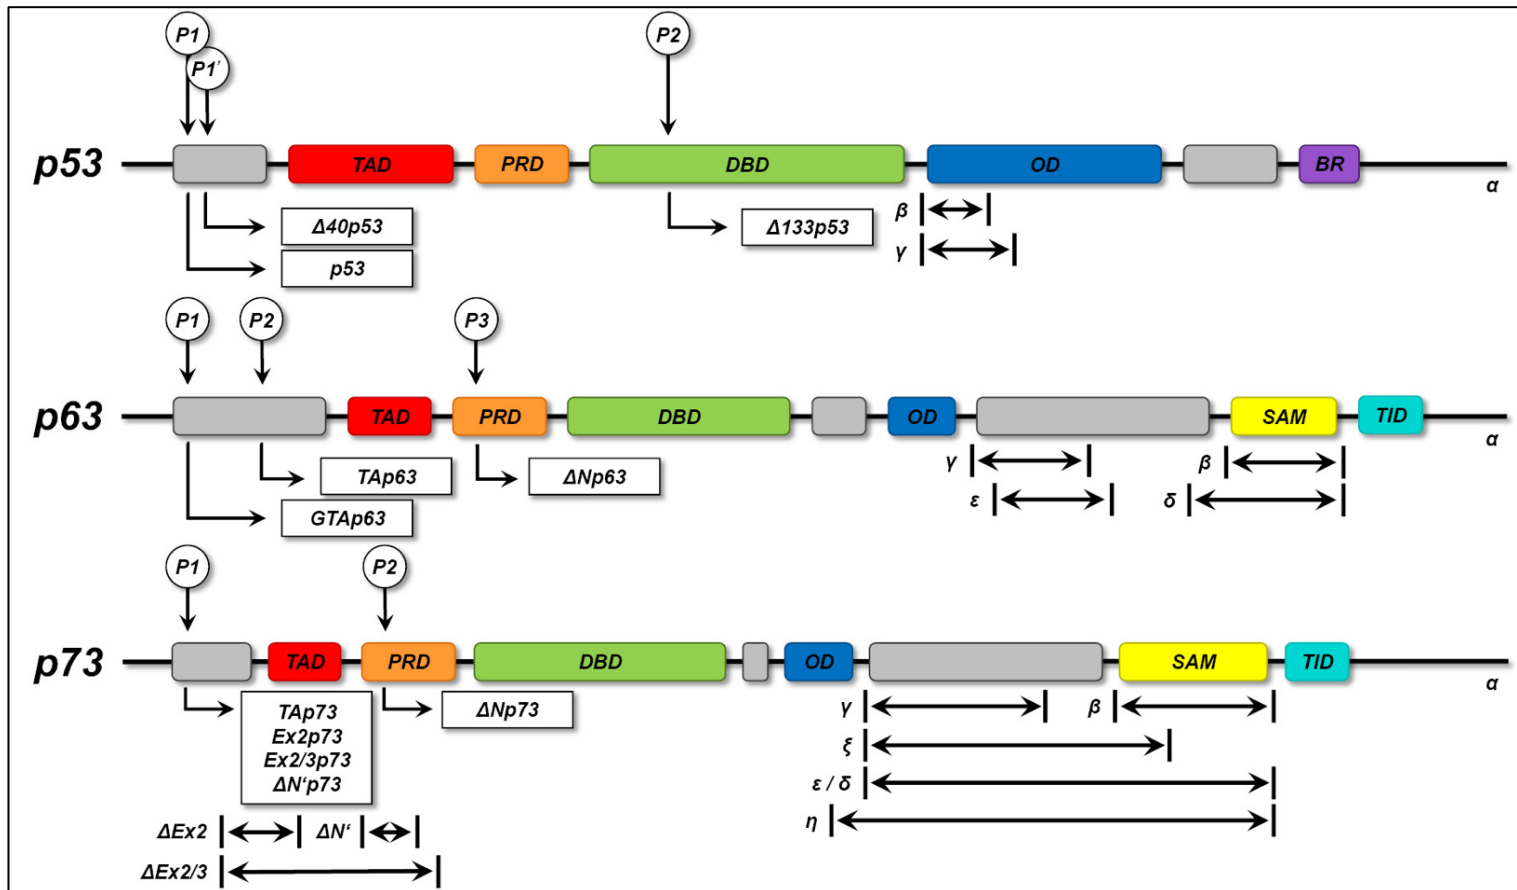 P1
P1'
P2
p53
TAD
PRD
DBD
OD
BR
α
Δ40p53
p53
Δ133p53
β
γ
P1
P2
P3
p63
TAD
PRD
DBD
OD
SAM
TID
α
TAp63
GTAp63
ΔNp63
γ
ε
β
δ
P1
P2
p73
TAD
PRD
DBD
OD
SAM
TID
α
TAp73
Ex2p73
Ex2/3p73
ΔN‘p73
ΔNp73
γ
β
ξ
ε / δ
η
ΔEx2
ΔN‘
ΔEx2/3